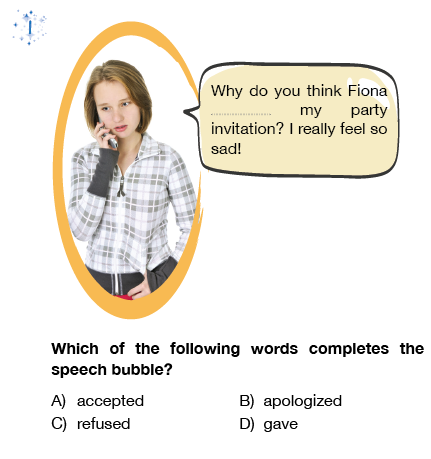 1
Why do you think Fiona
..................... my party
invitation? I really feel so
sad!
Which of the following words completes the
speech bubble?
A) accepted B) apologized
C) refused D) gave